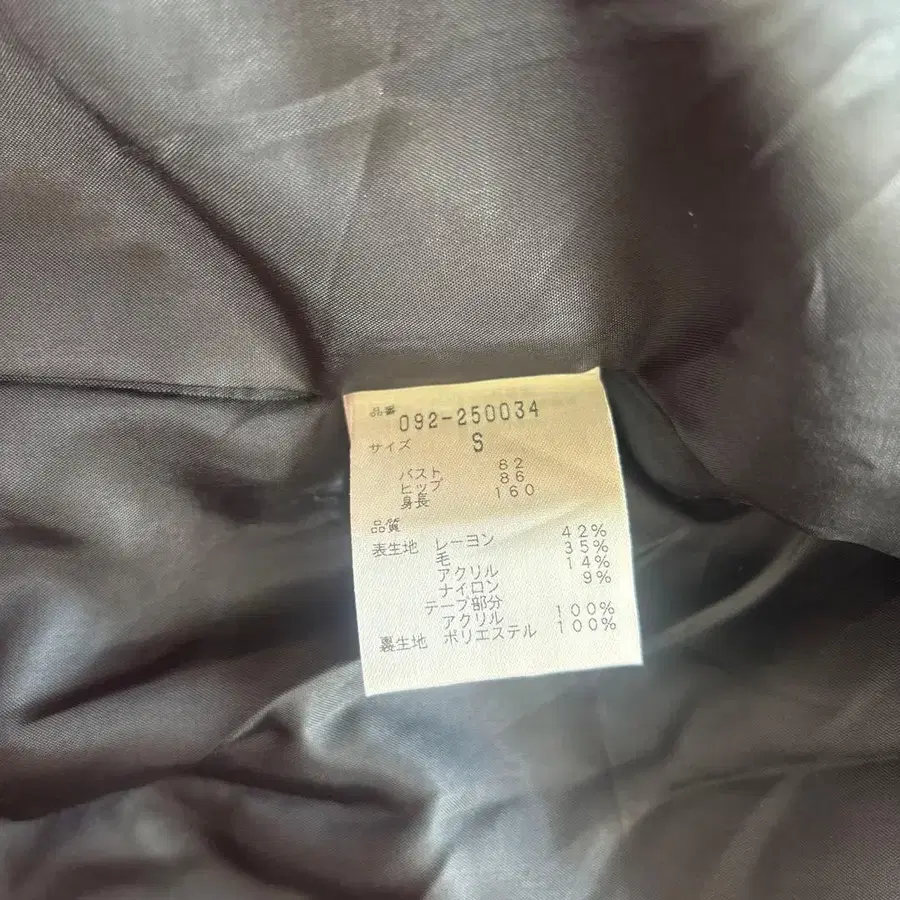 品番 092-250034
サイズ S
バスト 82
ヒップ 86
身長 160
品質
表生地 レーヨン 42%
毛 35%
アクリル 14%
ナイロン 9%
テープ部分
アクリル 100%
裏生地 ポリエステル 100%